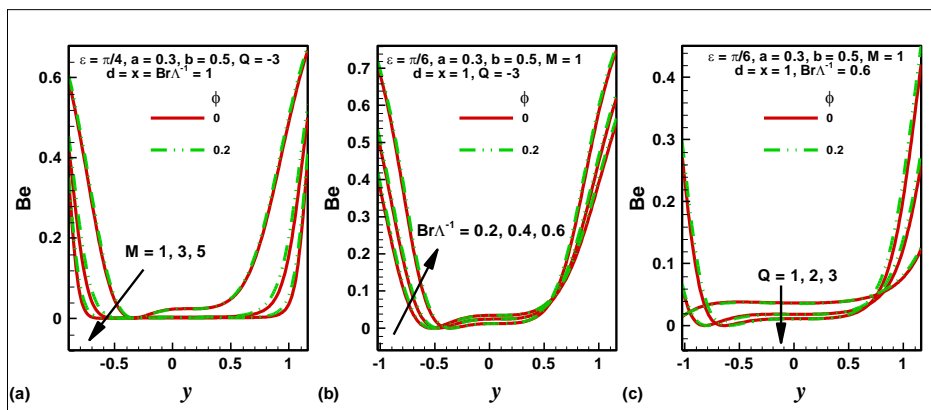 ε = π/4, a = 0.3, b = 0.5, Q = -3
d = x = BrΛ⁻¹ = 1
ϕ
0
0.2
M = 1, 3, 5
Be
0.6
0.4
0.2
0
-0.5
0
0.5
1
y
(a)
ε = π/6, a = 0.3, b = 0.5, M = 1
d = x = 1, Q = -3
ϕ
0
0.2
BrΛ⁻¹ = 0.2, 0.4, 0.6
Be
0.7
0.6
0.5
0.4
0.3
0.2
0.1
0
-1
-0.5
0
0.5
1
y
(b)
ε = π/6, a = 0.3, b = 0.5, M = 1
d = x = 1, BrΛ⁻¹ = 0.6
ϕ
0
0.2
Q = 1, 2, 3
Be
0.4
0.3
0.2
0.1
0
-1
-0.5
0
0.5
1
y
(c)